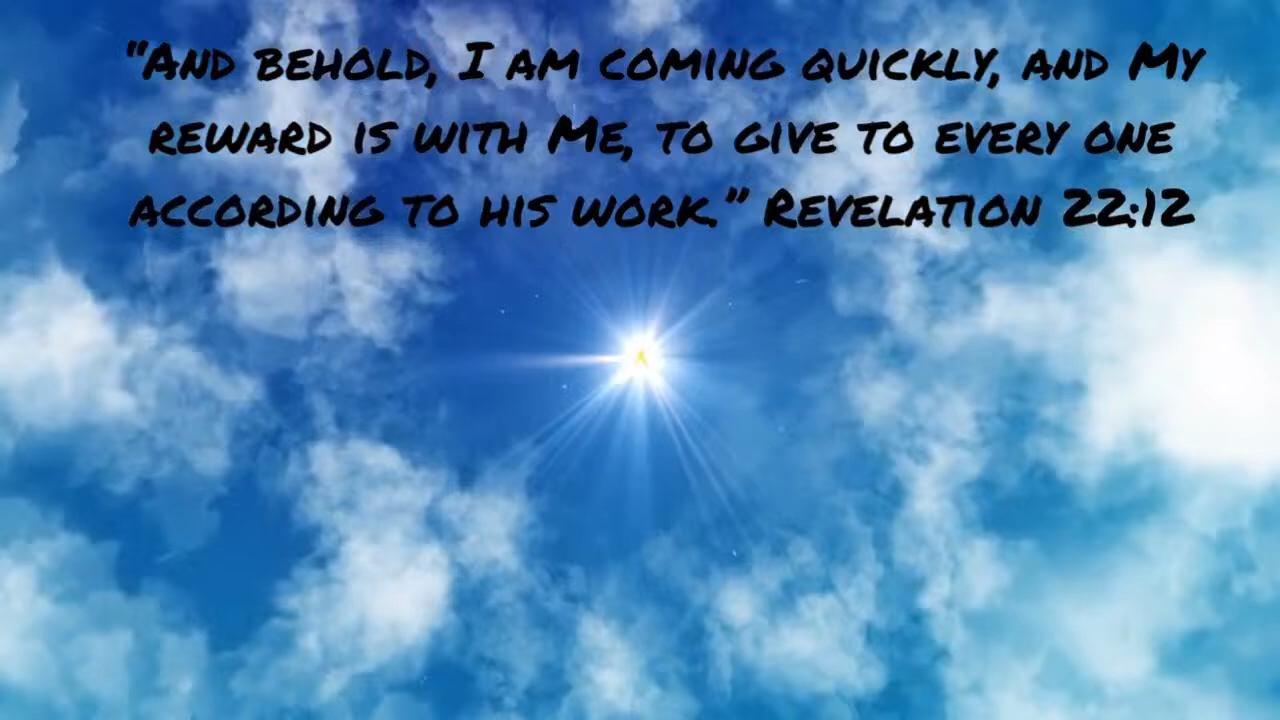 "And behold, I am coming quickly, and My
reward is with Me, to give to every one
according to his work." Revelation 22:12